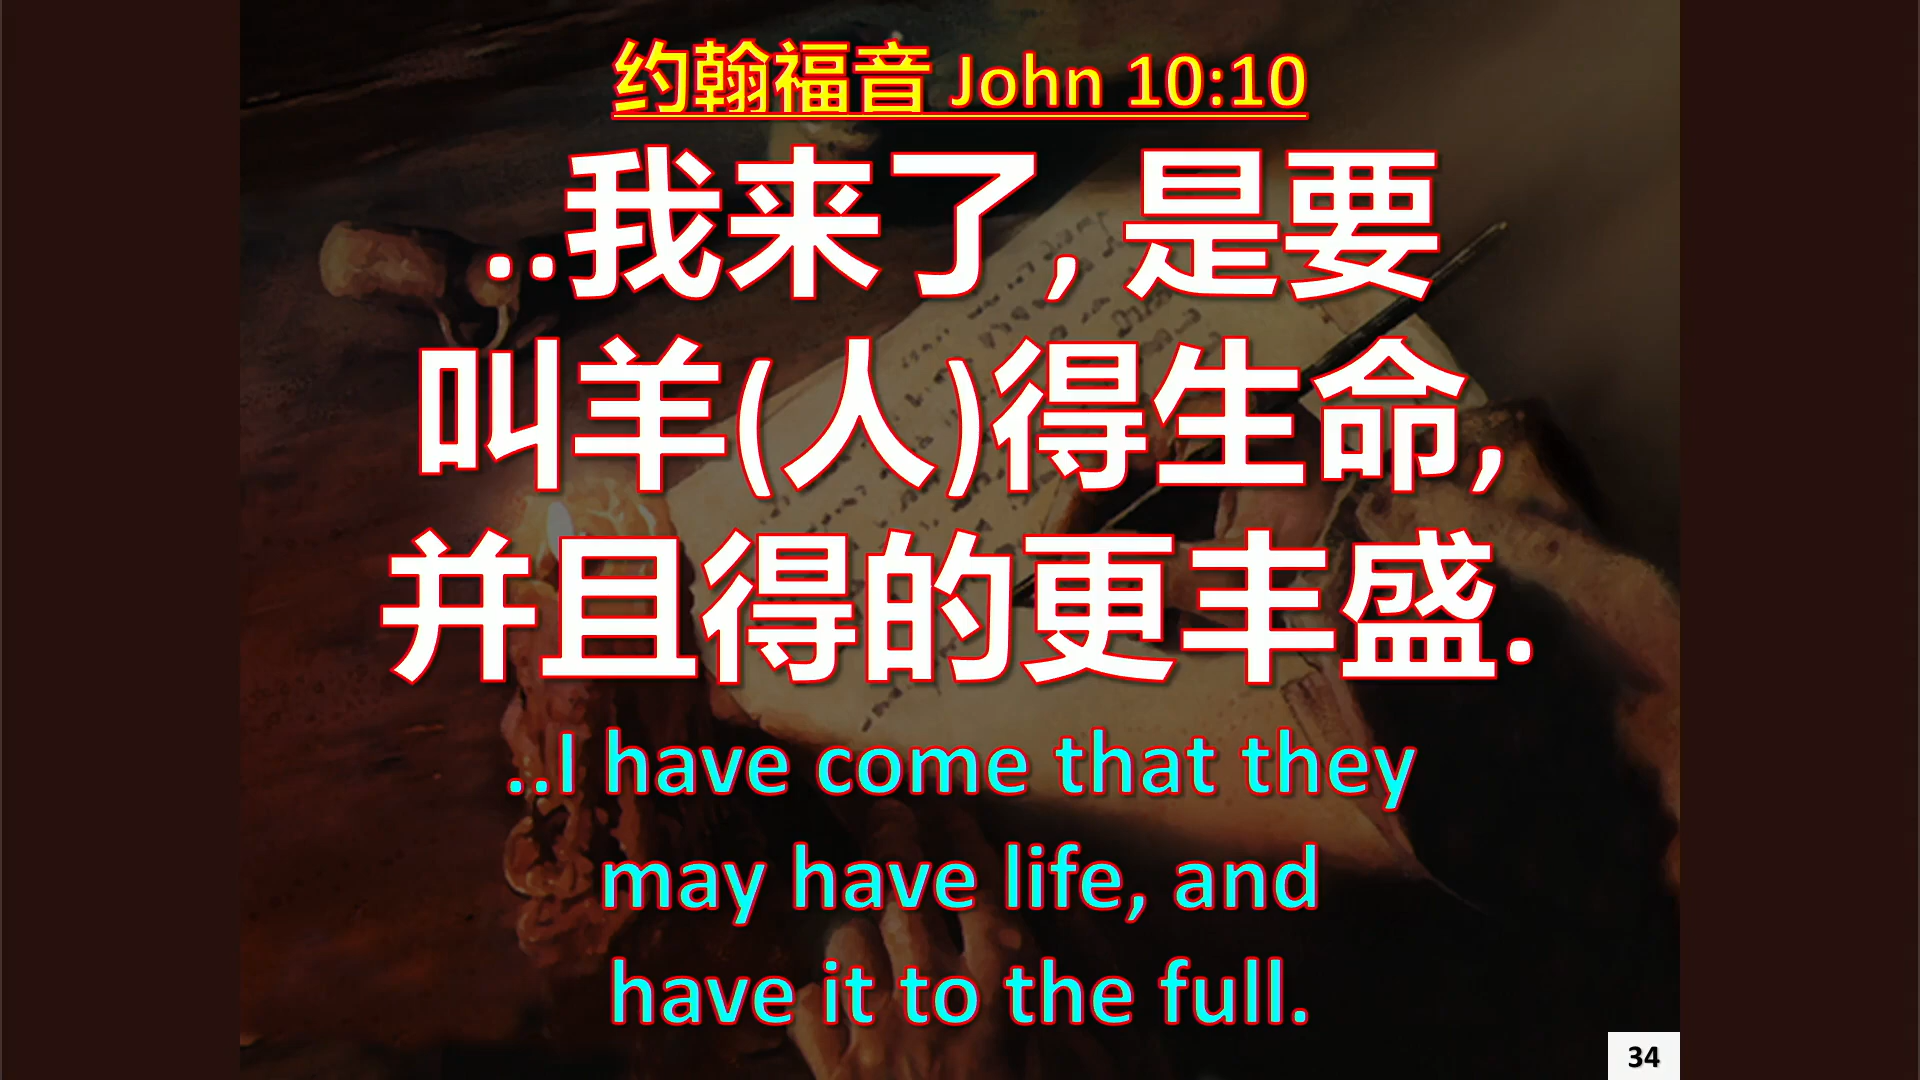 约翰福音 John 10:10
..我来了, 是要
叫羊(人)得生命,
并且得的更丰盛.
..I have come that they
may have life, and
have it to the full.
34